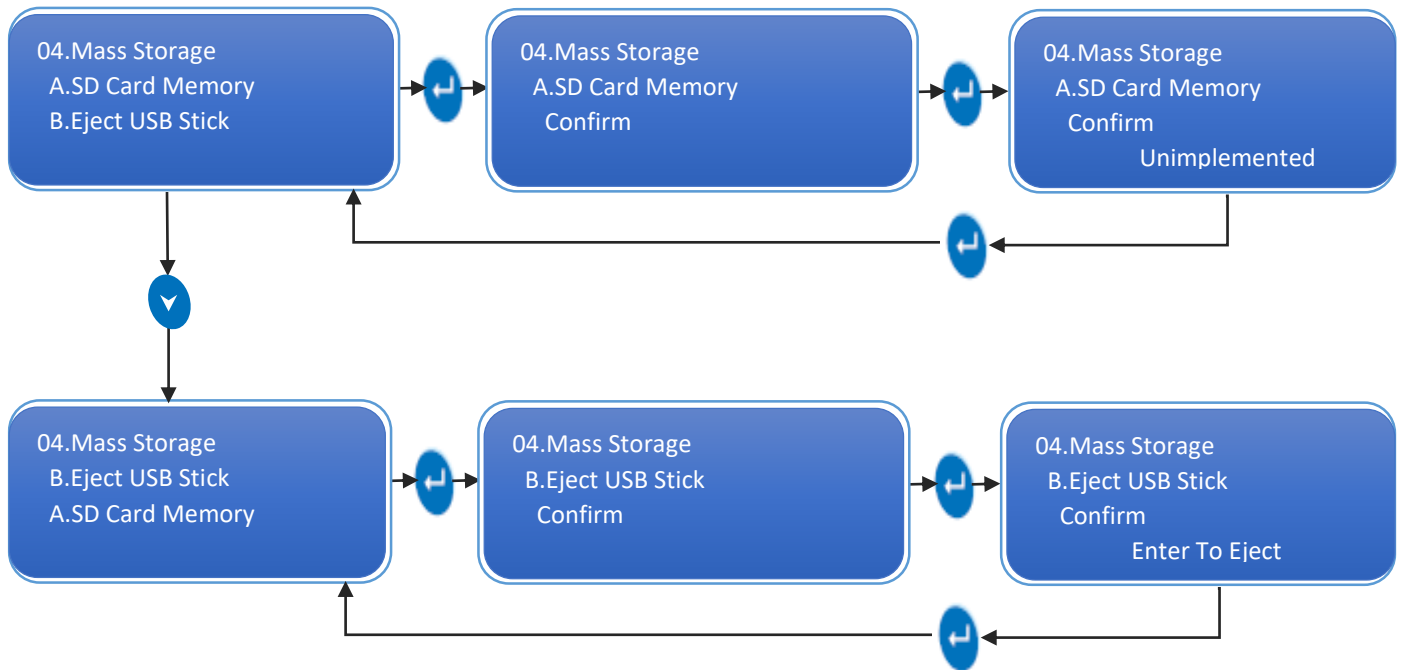 04.Mass Storage
A.SD Card Memory
B.Eject USB Stick
04.Mass Storage
A.SD Card Memory
Confirm
04.Mass Storage
A.SD Card Memory
Confirm
Unimplemented
04.Mass Storage
B.Eject USB Stick
A.SD Card Memory
04.Mass Storage
B.Eject USB Stick
Confirm
04.Mass Storage
B.Eject USB Stick
Confirm
Enter To Eject